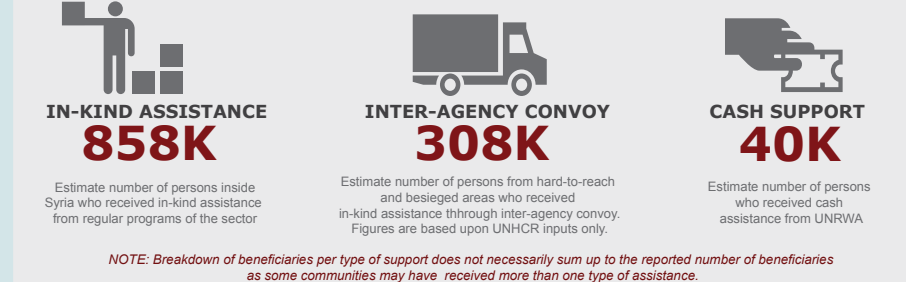 IN-KIND ASSISTANCE
858K
Estimate number of persons inside
Syria who received in-kind assistance
from regular programs of the sector
INTER-AGENCY CONVOY
308K
Estimate number of persons from hard-to-reach
and besieged areas who received
in-kind assistance thhrough inter-agency convoy.
Figures are based upon UNHCR inputs only.
CASH SUPPORT
40K
Estimate number of persons
who received cash
assistance from UNRWA
NOTE: Breakdown of beneficiaries per type of support does not necessarily sum up to the reported number of beneficiaries
as some communities may have received more than one type of assistance.